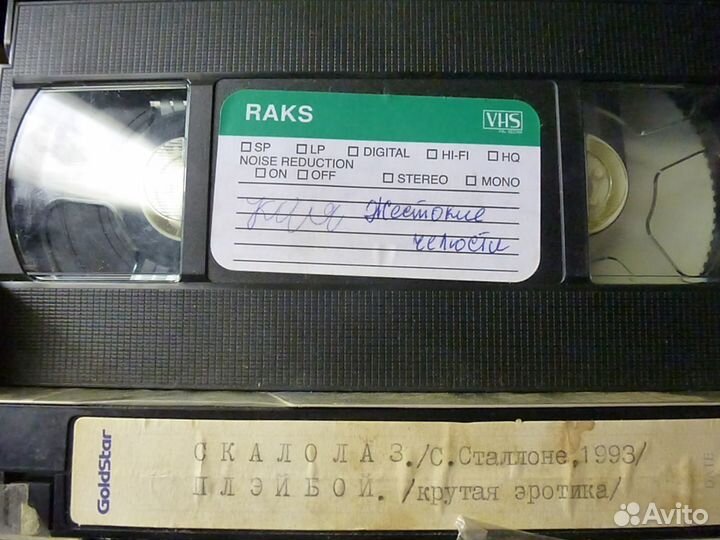 RAKS
VHS
SP LP DIGITAL HI-FI HQ
NOISE REDUCTION
ON OFF STEREO MONO
Жестокие
челюсти
GoldStar
СКАЛОЛАЗ./С.Сталлоне,1993/
ПЛЭЙБОЙ. /крутая эротика/
Avito